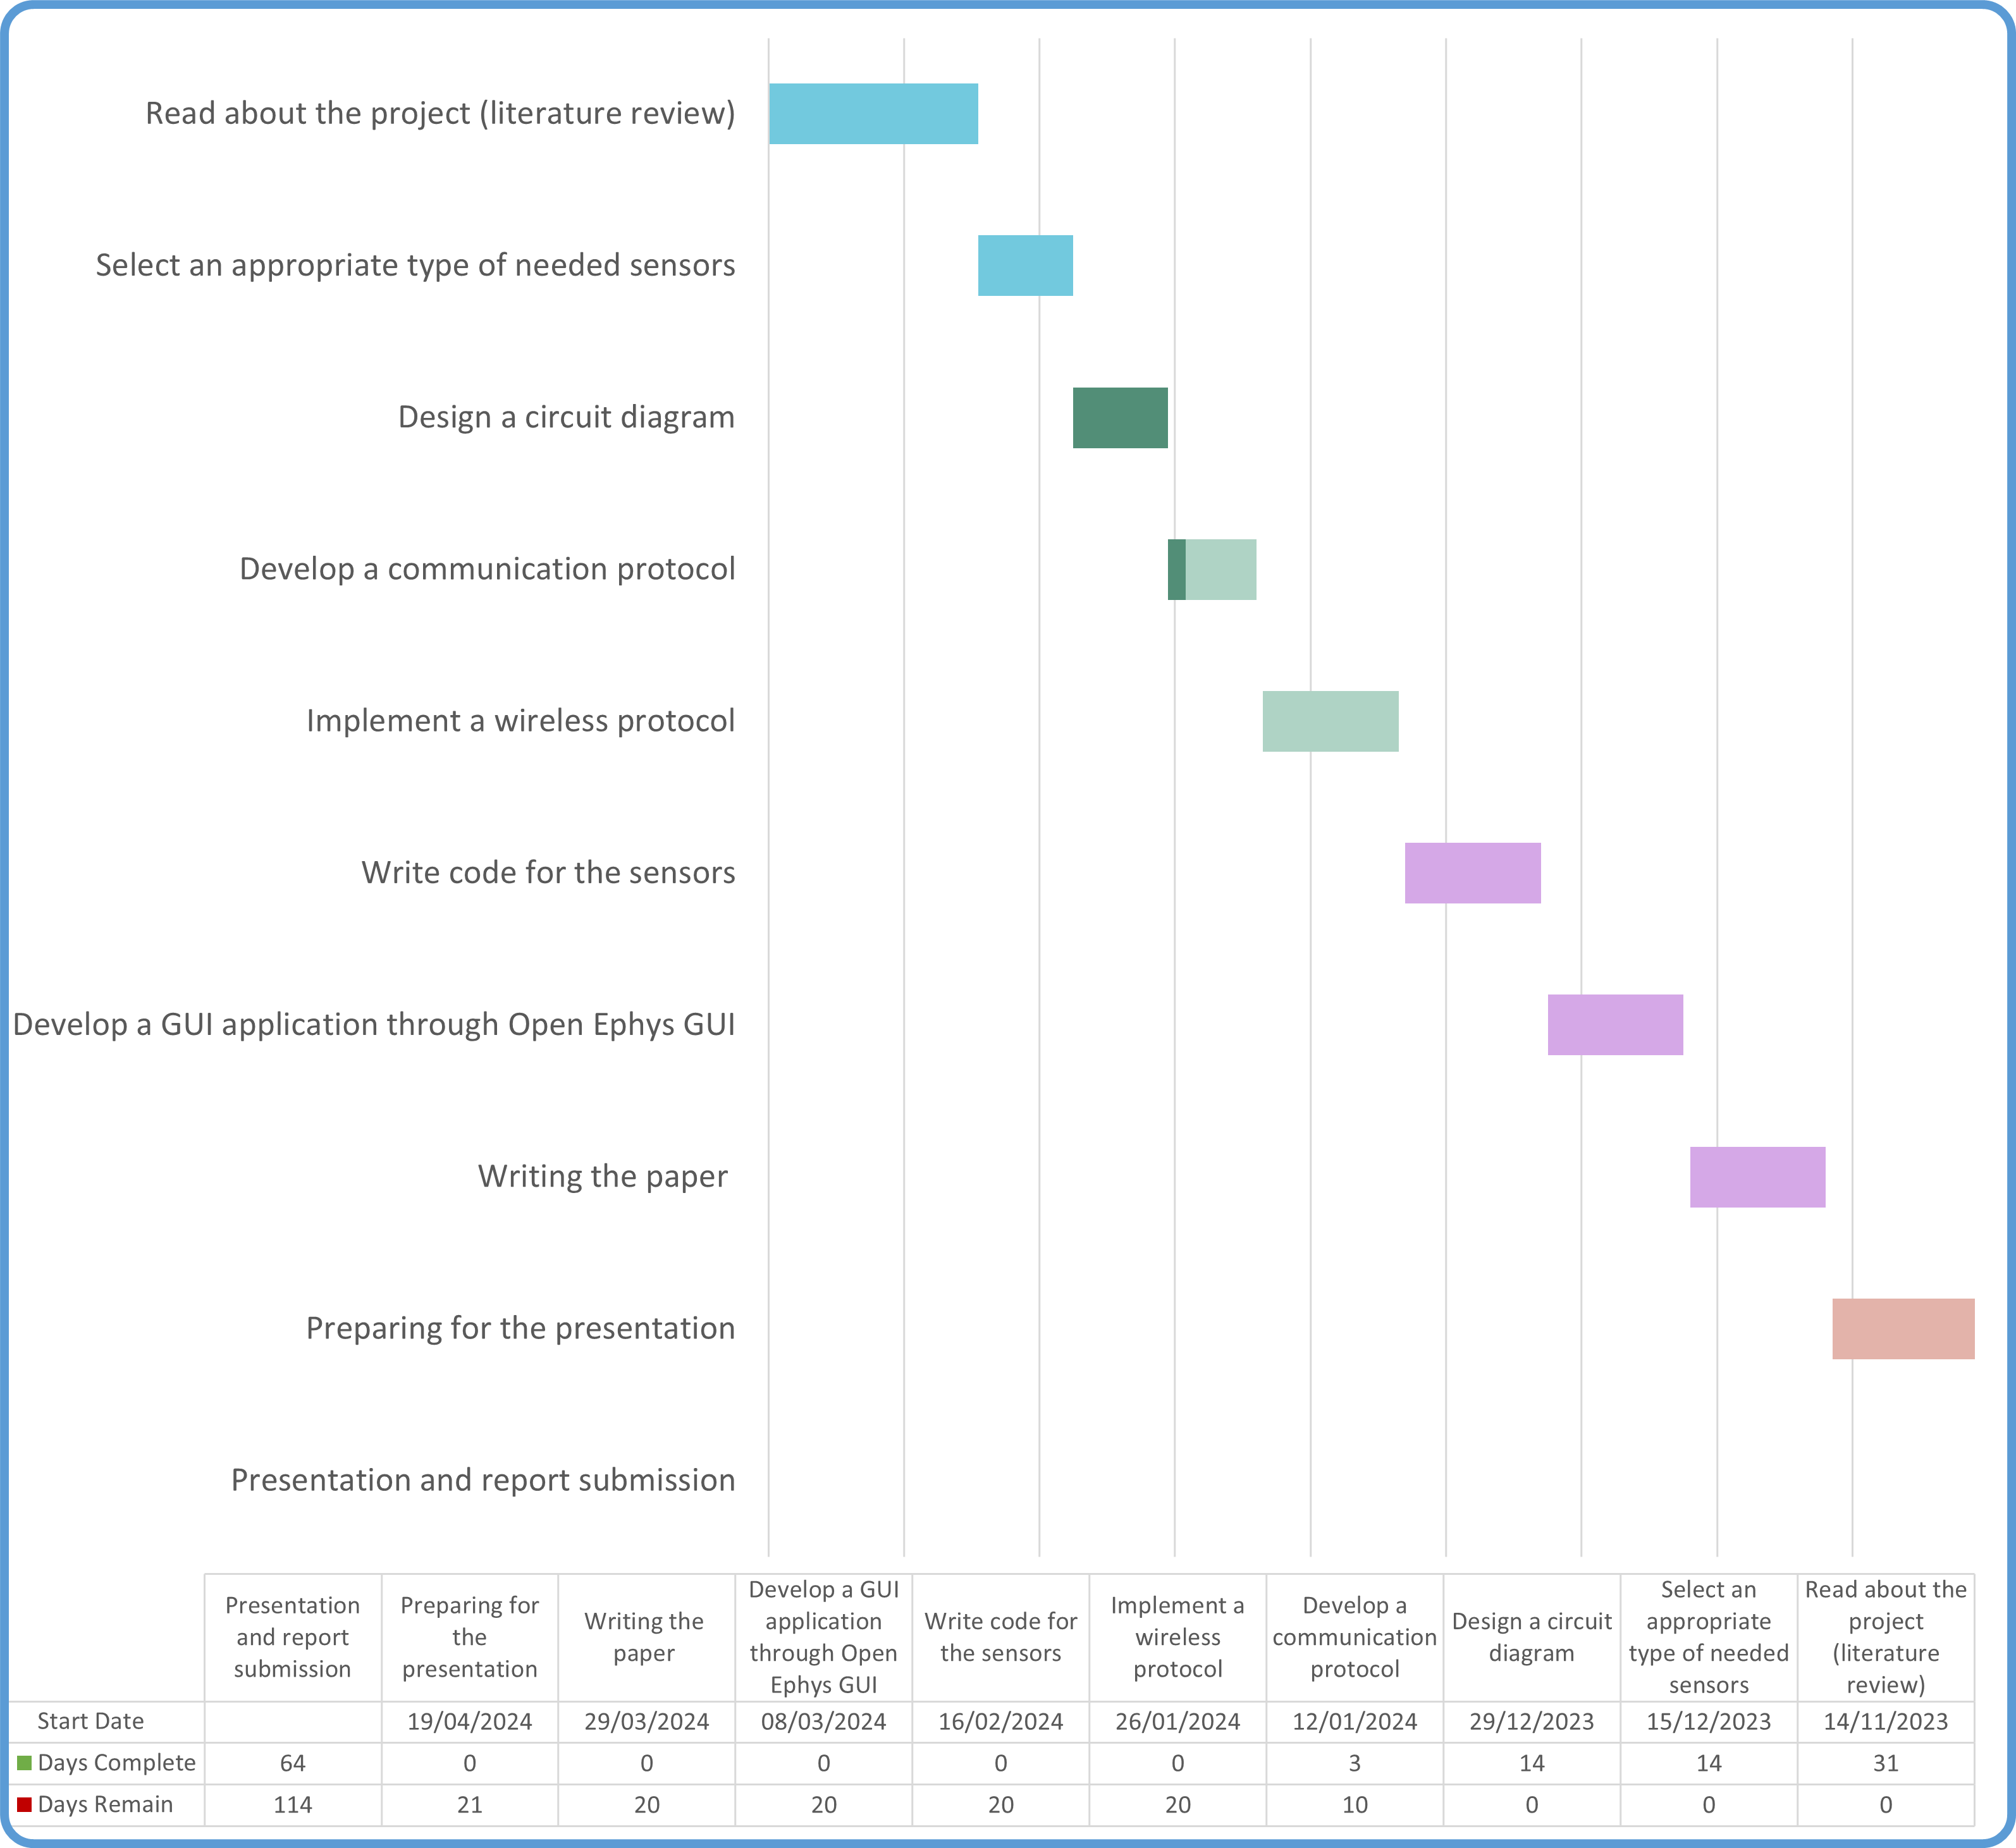 Read about the project (literature review)
Select an appropriate type of needed sensors
Design a circuit diagram
Develop a communication protocol
Implement a wireless protocol
Write code for the sensors
Develop a GUI application through Open Ephys GUI
Writing the paper
Preparing for the presentation
Presentation and report submission
Presentation
and report
submission
Preparing for
the
presentation
Writing the
paper
Develop a GUI
application
through Open
Ephys GUI
Write code for
the sensors
Implement a
wireless
protocol
Develop a
communication
protocol
Design a circuit
diagram
Select an
appropriate
type of needed
sensors
Read about the
project
(literature
review)
Start Date 19/04/2024 29/03/2024 08/03/2024 16/02/2024 26/01/2024 12/01/2024 29/12/2023 15/12/2023 14/11/2023
Days Complete 64 0 0 0 0 0 3 14 14 31
Days Remain 114 21 20 20 20 20 10 0 0 0